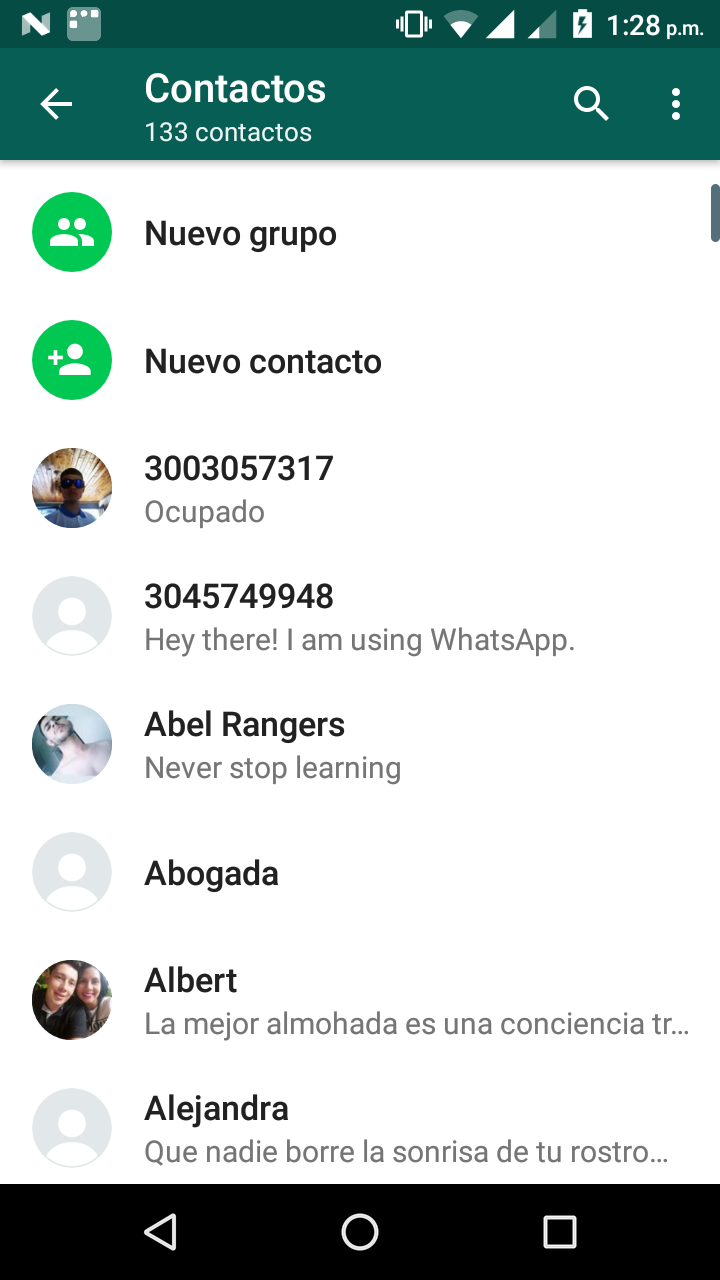 1:28 p.m.
Contactos
133 contactos
Nuevo grupo
Nuevo contacto
3003057317
Ocupado
3045749948
Hey there! I am using WhatsApp.
Abel Rangers
Never stop learning
Abogada
Albert
La mejor almohada es una conciencia tr...
Alejandra
Que nadie borre la sonrisa de tu rostro...